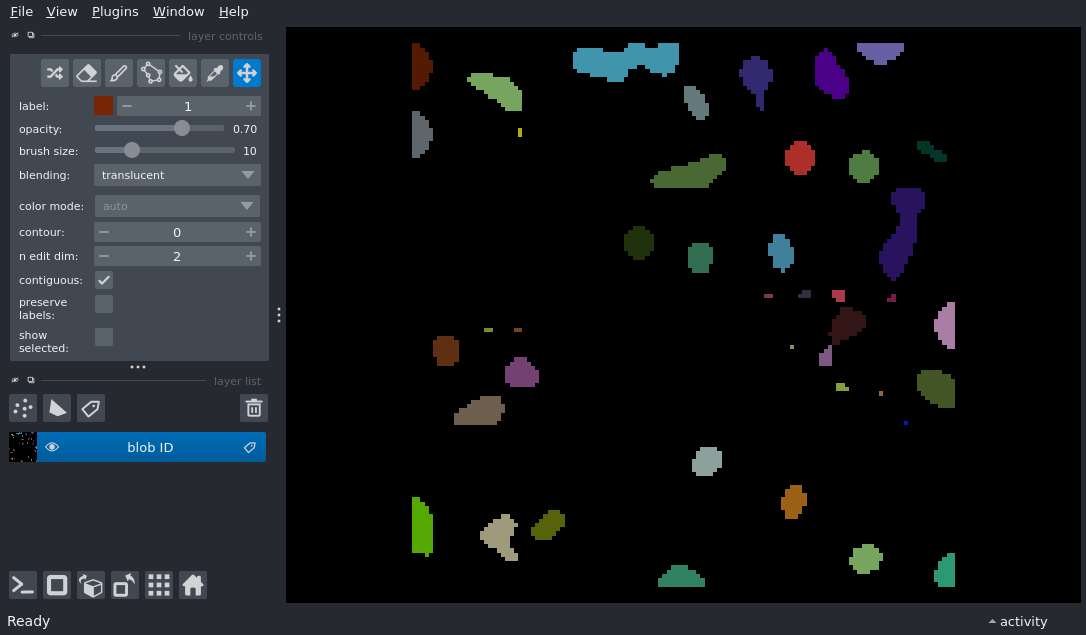 File View Plugins Window Help
layer controls
label: 1
opacity: 0.70
brush size: 10
blending: translucent
color mode: auto
contour: 0
n edit dim: 2
contiguous:
preserve
labels:
show
selected:
layer list
blob ID
Ready
activity